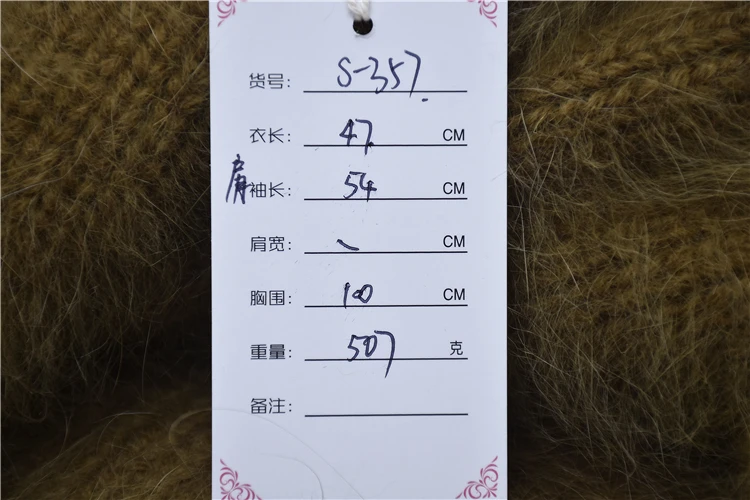 货号: S-357.
衣长: 47 CM
肩袖长: 54 CM
肩宽: 、 CM
胸围: 100 CM
重量: 507 克
备注: